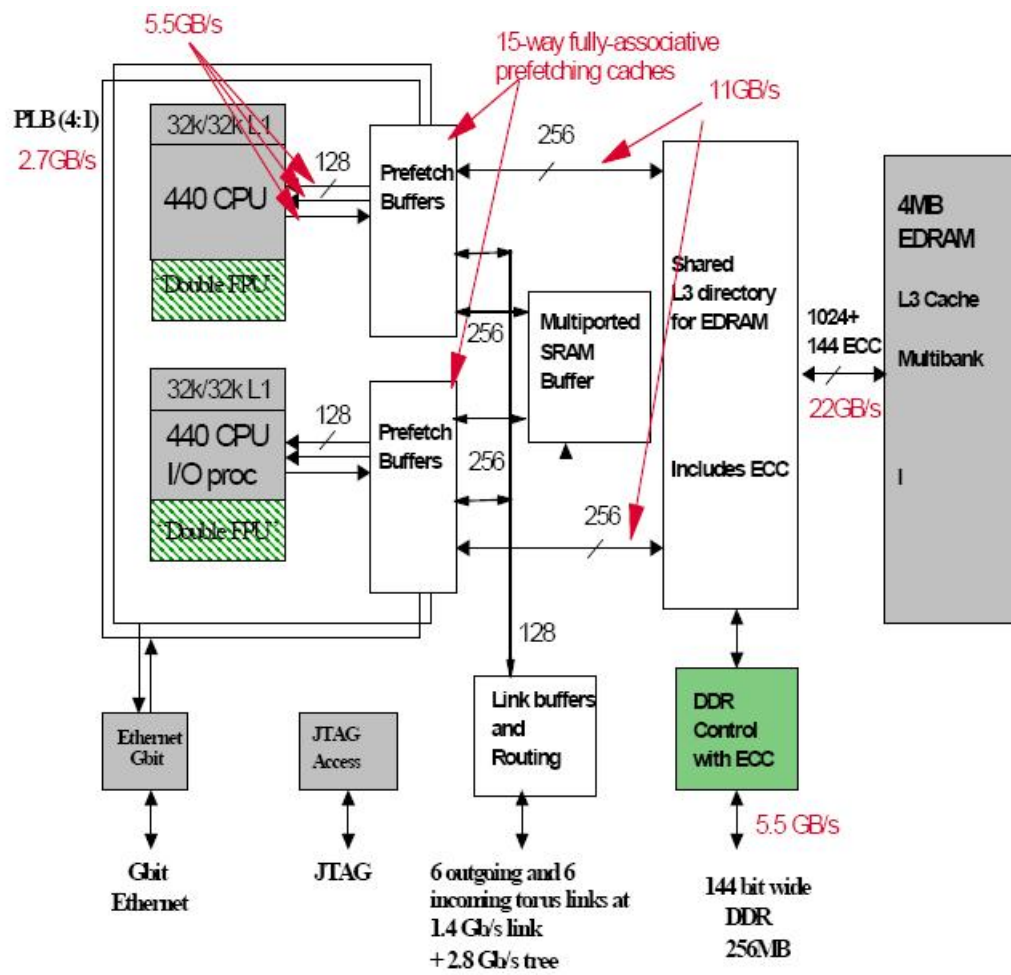 5.5GB/s
15-way fully-associative
prefetching caches
11GB/s
PLB (4:1)
2.7GB/s
32k/32k L1
440 CPU
"Double FPU"
128
Prefetch
Buffers
256
256
Multiported
SRAM
Buffer
Shared
L3 directory
for EDRAM
Includes ECC
1024+
144 ECC
22GB/s
4MB
EDRAM
L3 Cache
Multibank
l
32k/32k L1
440 CPU
I/O proc
"Double FPU"
128
Prefetch
Buffers
256
256
128
Ethernet
Gbit
JTAG
Access
Link buffers
and
Routing
DDR
Control
with ECC
5.5 GB/s
Gbit
Ethernet
JTAG
6 outgoing and 6
incoming torus links at
1.4 Gb/s link
+ 2.8 Gb/s tree
144 bit wide
DDR
256MB